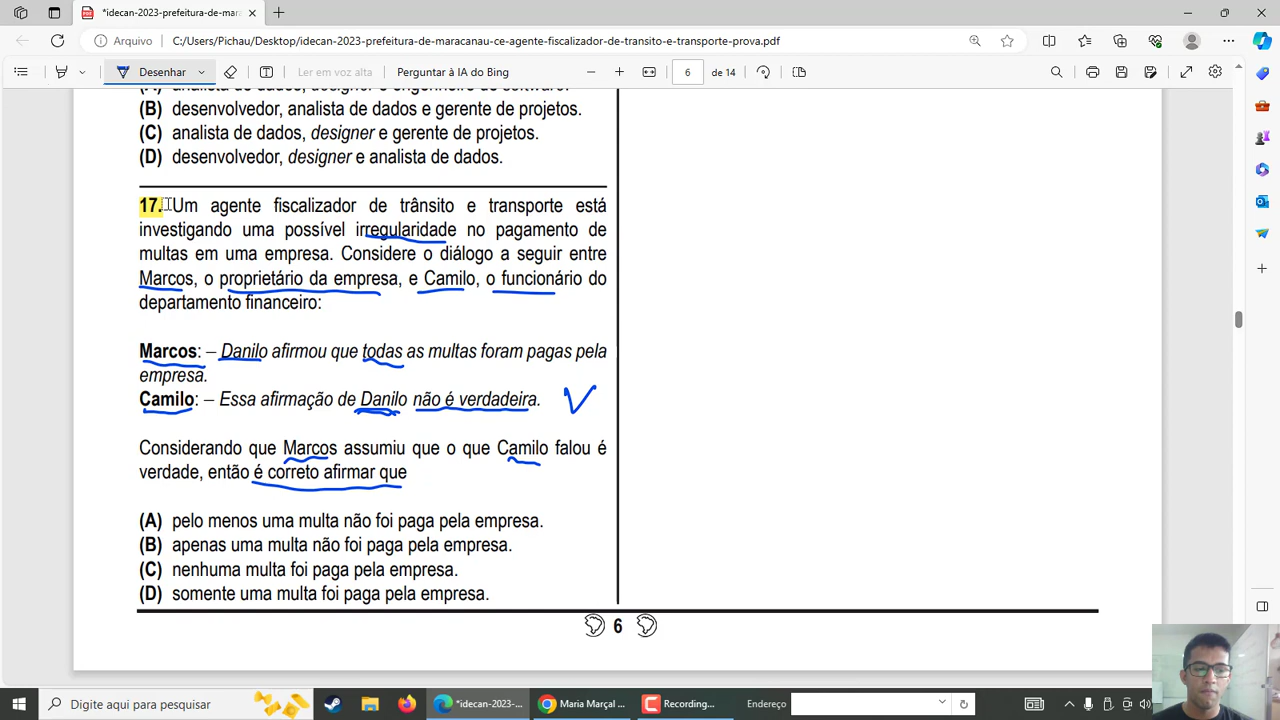 *idecan-2023-prefeitura-de-marac
Arquivo
C:/Users/Pichau/Desktop/idecan-2023-prefeitura-de-maracanau-ce-agente-fiscalizador-de-transito-e-transporte-prova.pdf
Desenhar
Ler em voz alta
Perguntar à IA do Bing
6
de 14
(A) analista de dados, designer e engenheiro de software.
(B) desenvolvedor, analista de dados e gerente de projetos.
(C) analista de dados, designer e gerente de projetos.
(D) desenvolvedor, designer e analista de dados.
17. Um agente fiscalizador de trânsito e transporte está
investigando uma possível irregularidade no pagamento de
multas em uma empresa. Considere o diálogo a seguir entre
Marcos, o proprietário da empresa, e Camilo, o funcionário do
departamento financeiro:
Marcos: – Danilo afirmou que todas as multas foram pagas pela
empresa.
Camilo: – Essa afirmação de Danilo não é verdadeira. V
Considerando que Marcos assumiu que o que Camilo falou é
verdade, então é correto afirmar que
(A) pelo menos uma multa não foi paga pela empresa.
(B) apenas uma multa não foi paga pela empresa.
(C) nenhuma multa foi paga pela empresa.
(D) somente uma multa foi paga pela empresa.
6
Digite aqui para pesquisar
*idecan-2023-...
Maria Marçal ...
Recording...
Endereço